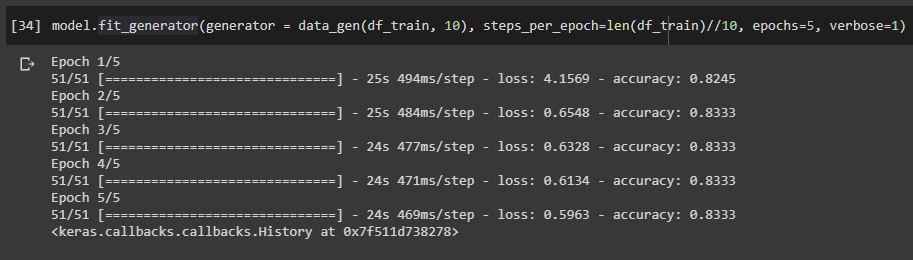 [34] model.fit_generator(generator = data_gen(df_train, 10), steps_per_epoch=len(df_train)//10, epochs=5, verbose=1)
Epoch 1/5
51/51 [==============================] - 25s 494ms/step - loss: 4.1569 - accuracy: 0.8245
Epoch 2/5
51/51 [==============================] - 25s 484ms/step - loss: 0.6548 - accuracy: 0.8333
Epoch 3/5
51/51 [==============================] - 24s 477ms/step - loss: 0.6328 - accuracy: 0.8333
Epoch 4/5
51/51 [==============================] - 24s 471ms/step - loss: 0.6134 - accuracy: 0.8333
Epoch 5/5
51/51 [==============================] - 24s 469ms/step - loss: 0.5963 - accuracy: 0.8333
<keras.callbacks.callbacks.History at 0x7f511d738278>